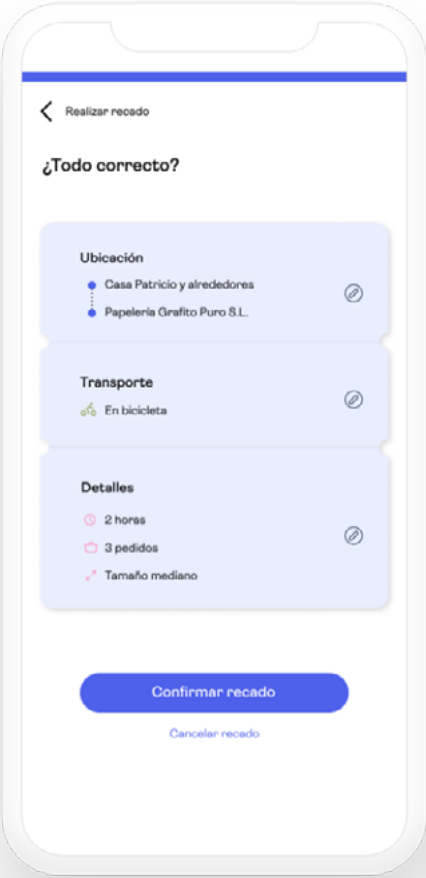 Realizar recado
¿Todo correcto?
Ubicación
Casa Patricio y alrededores
Papelería Grafito Puro S.L.
Transporte
En bicicleta
Detalles
2 horas
3 pedidos
Tamaño mediano
Confirmar recado
Cancelar recado